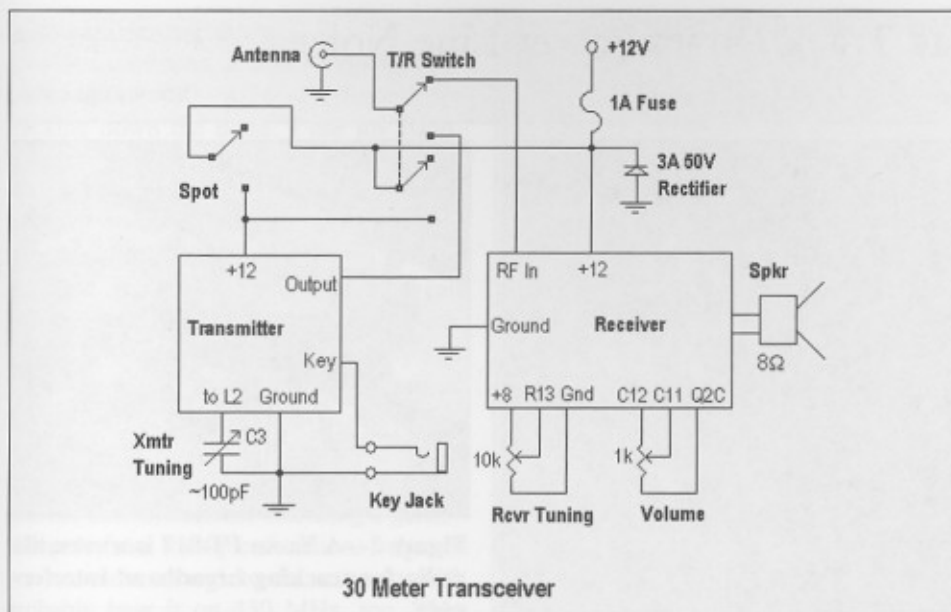 +12V
Antenna
T/R Switch
1A Fuse
3A 50V
Rectifier
Spot
+12
Output
RF In
+12
Spkr
Transmitter
Ground
Receiver
Key
8Ω
to L2
Ground
+8
R13
Gnd
C12
C11
Q2C
Xmtr
Tuning
C3
10k
1k
~100pF
Key Jack
Rcvr Tuning
Volume
30 Meter Transceiver